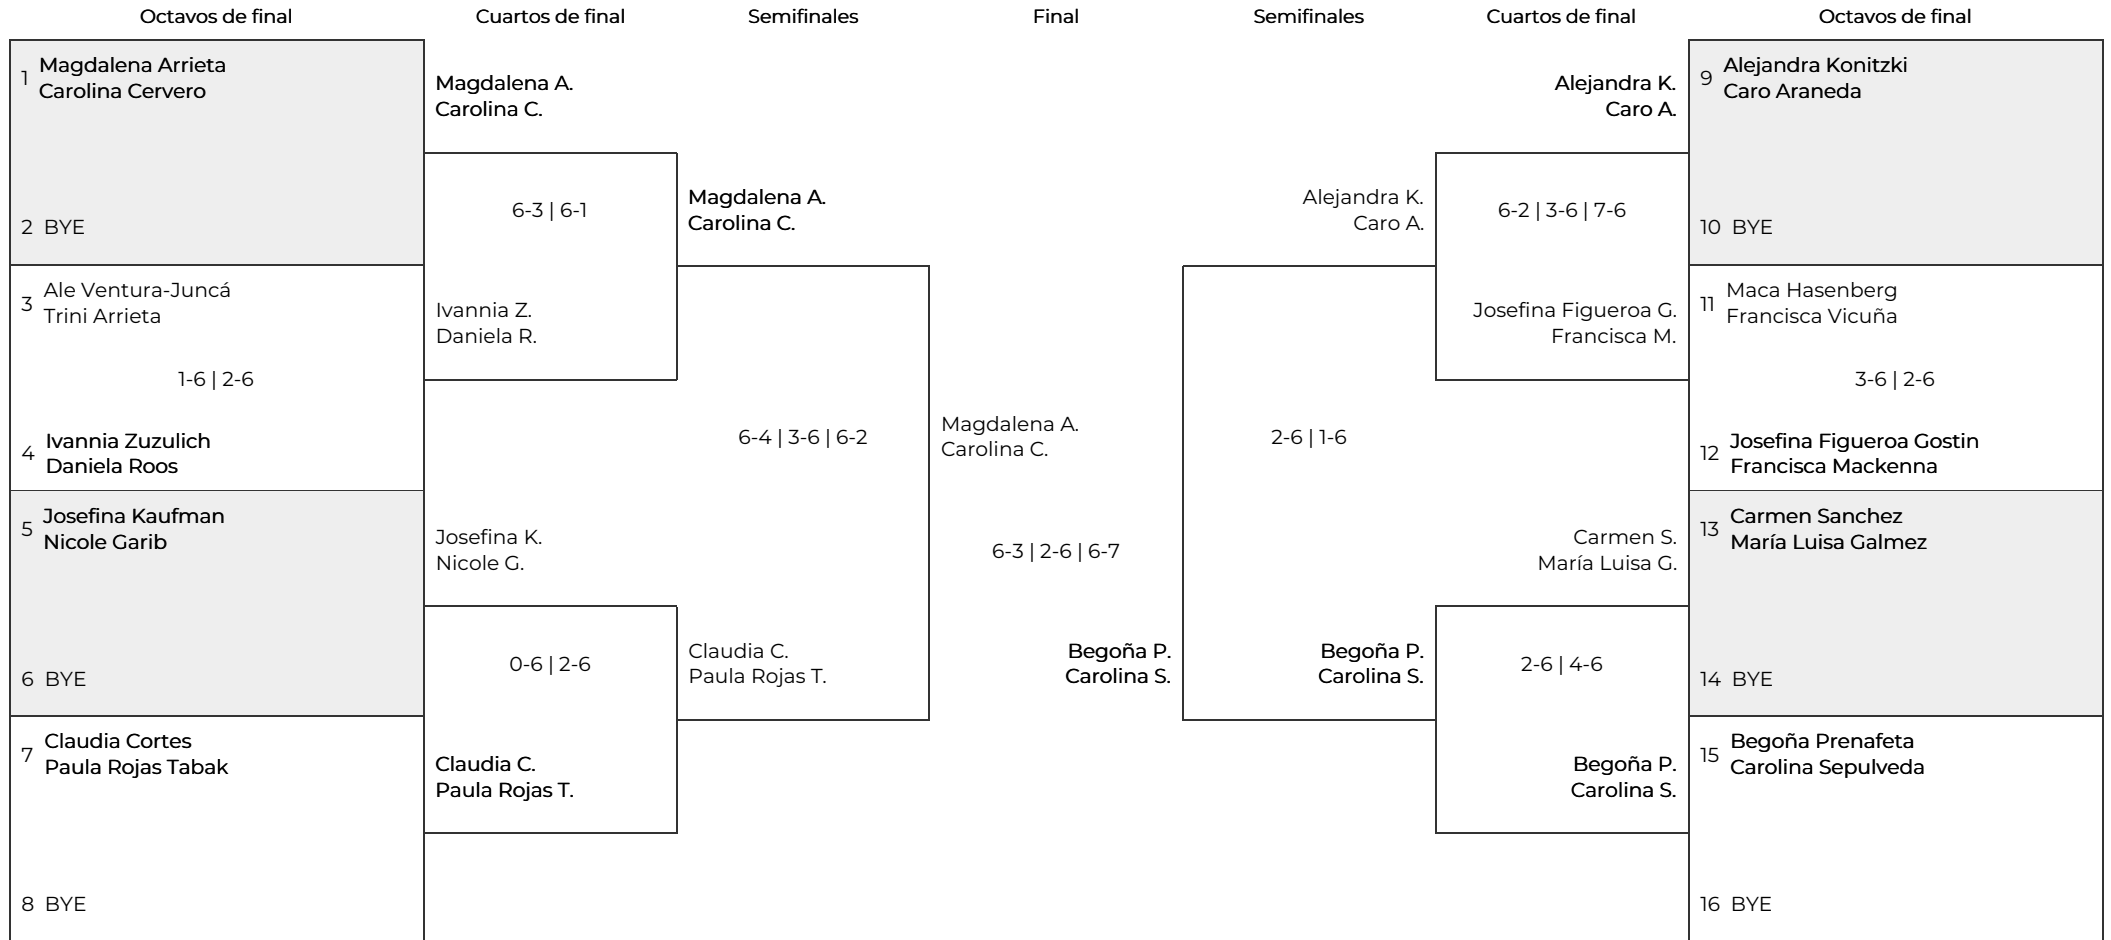 Octavos de final
Cuartos de final
Semifinales
Final
Semifinales
Cuartos de final
Octavos de final
1
Magdalena Arrieta
Carolina Cervero
2 BYE
3
Ale Ventura-Juncá
Trini Arrieta
1-6 | 2-6
4
Ivannia Zuzulich
Daniela Roos
5
Josefina Kaufman
Nicole Garib
6 BYE
7
Claudia Cortes
Paula Rojas Tabak
8 BYE
Magdalena A.
Carolina C.
6-3 | 6-1
Ivannia Z.
Daniela R.
Josefina K.
Nicole G.
0-6 | 2-6
Claudia C.
Paula Rojas T.
Magdalena A.
Carolina C.
6-4 | 3-6 | 6-2
Claudia C.
Paula Rojas T.
Magdalena A.
Carolina C.
6-3 | 2-6 | 6-7
Begoña P.
Carolina S.
Alejandra K.
Caro A.
2-6 | 1-6
Begoña P.
Carolina S.
Alejandra K.
Caro A.
6-2 | 3-6 | 7-6
Josefina Figueroa G.
Francisca M.
Carmen S.
María Luisa G.
2-6 | 4-6
Begoña P.
Carolina S.
9
Alejandra Konitzki
Caro Araneda
10 BYE
11
Maca Hasenberg
Francisca Vicuña
3-6 | 2-6
12
Josefina Figueroa Gostin
Francisca Mackenna
13
Carmen Sanchez
María Luisa Galmez
14 BYE
15
Begoña Prenafeta
Carolina Sepulveda
16 BYE